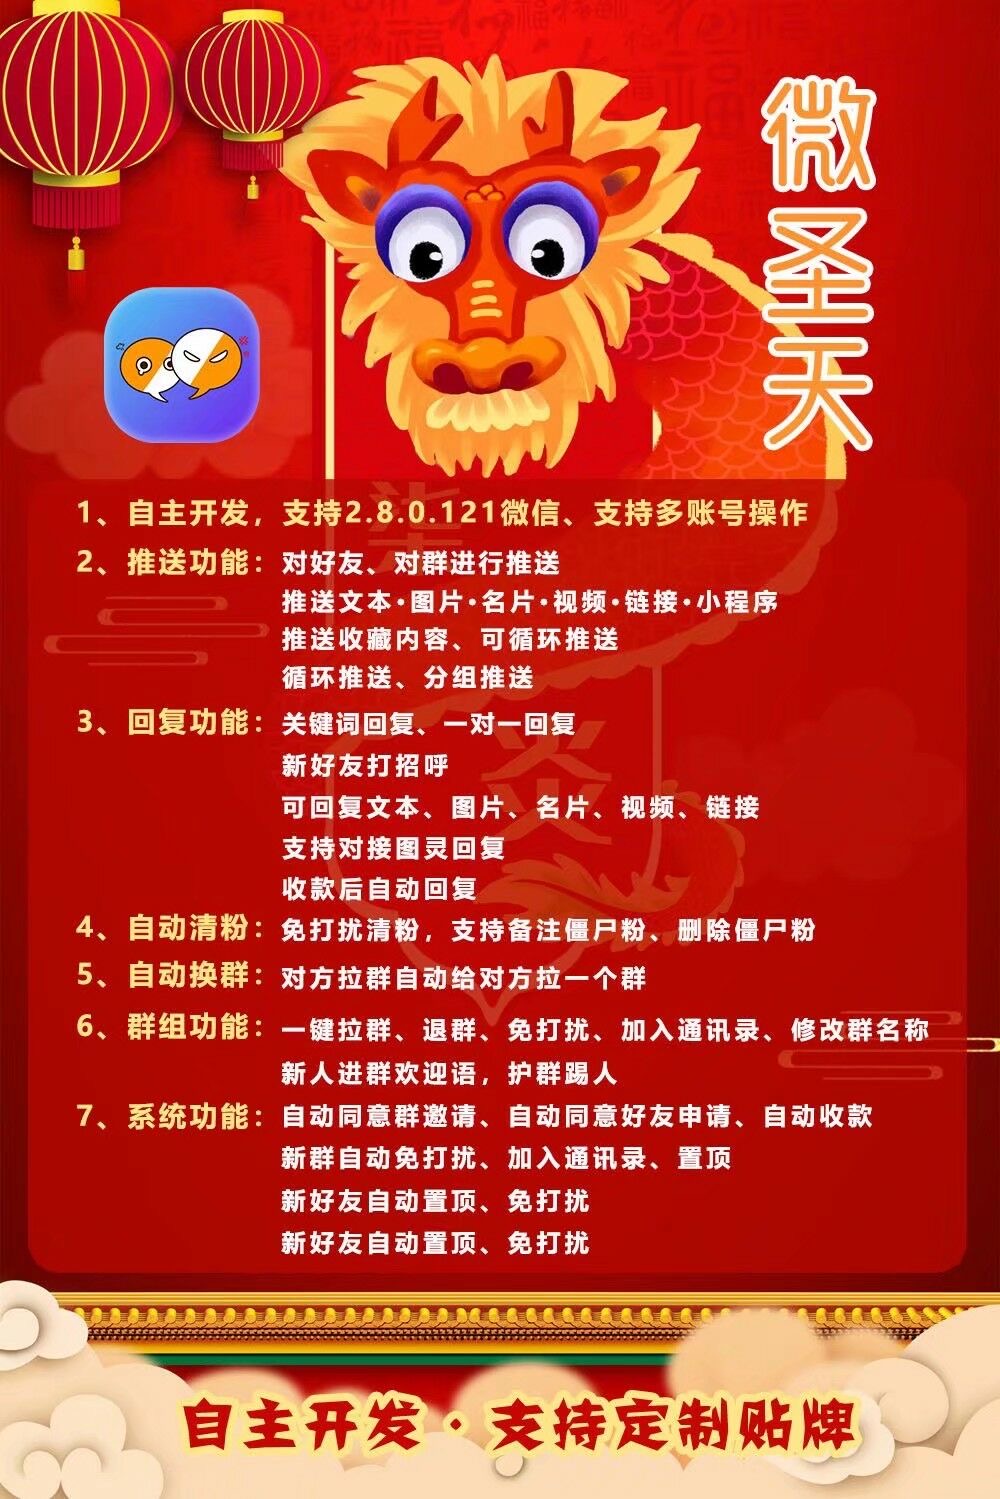 微圣天
1、自主开发，支持2.8.0.121微信、支持多账号操作
2、推送功能：对好友、对群进行推送
推送文本·图片·名片·视频·链接·小程序
推送收藏内容、可循环推送
循环推送、分组推送
3、回复功能：关键词回复、一对一回复
新好友打招呼
可回复文本、图片、名片、视频、链接
支持对接图灵回复
收款后自动回复
4、自动清粉：免打扰清粉，支持备注僵尸粉、删除僵尸粉
5、自动换群：对方拉群自动给对方拉一个群
6、群组功能：一键拉群、退群、免打扰、加入通讯录、修改群名称
新人进群欢迎语，护群踢人
7、系统功能：自动同意群邀请、自动同意好友申请、自动收款
新群自动免打扰、加入通讯录、置顶
新好友自动置顶、免打扰
新好友自动置顶、免打扰
自主开发·支持定制贴牌